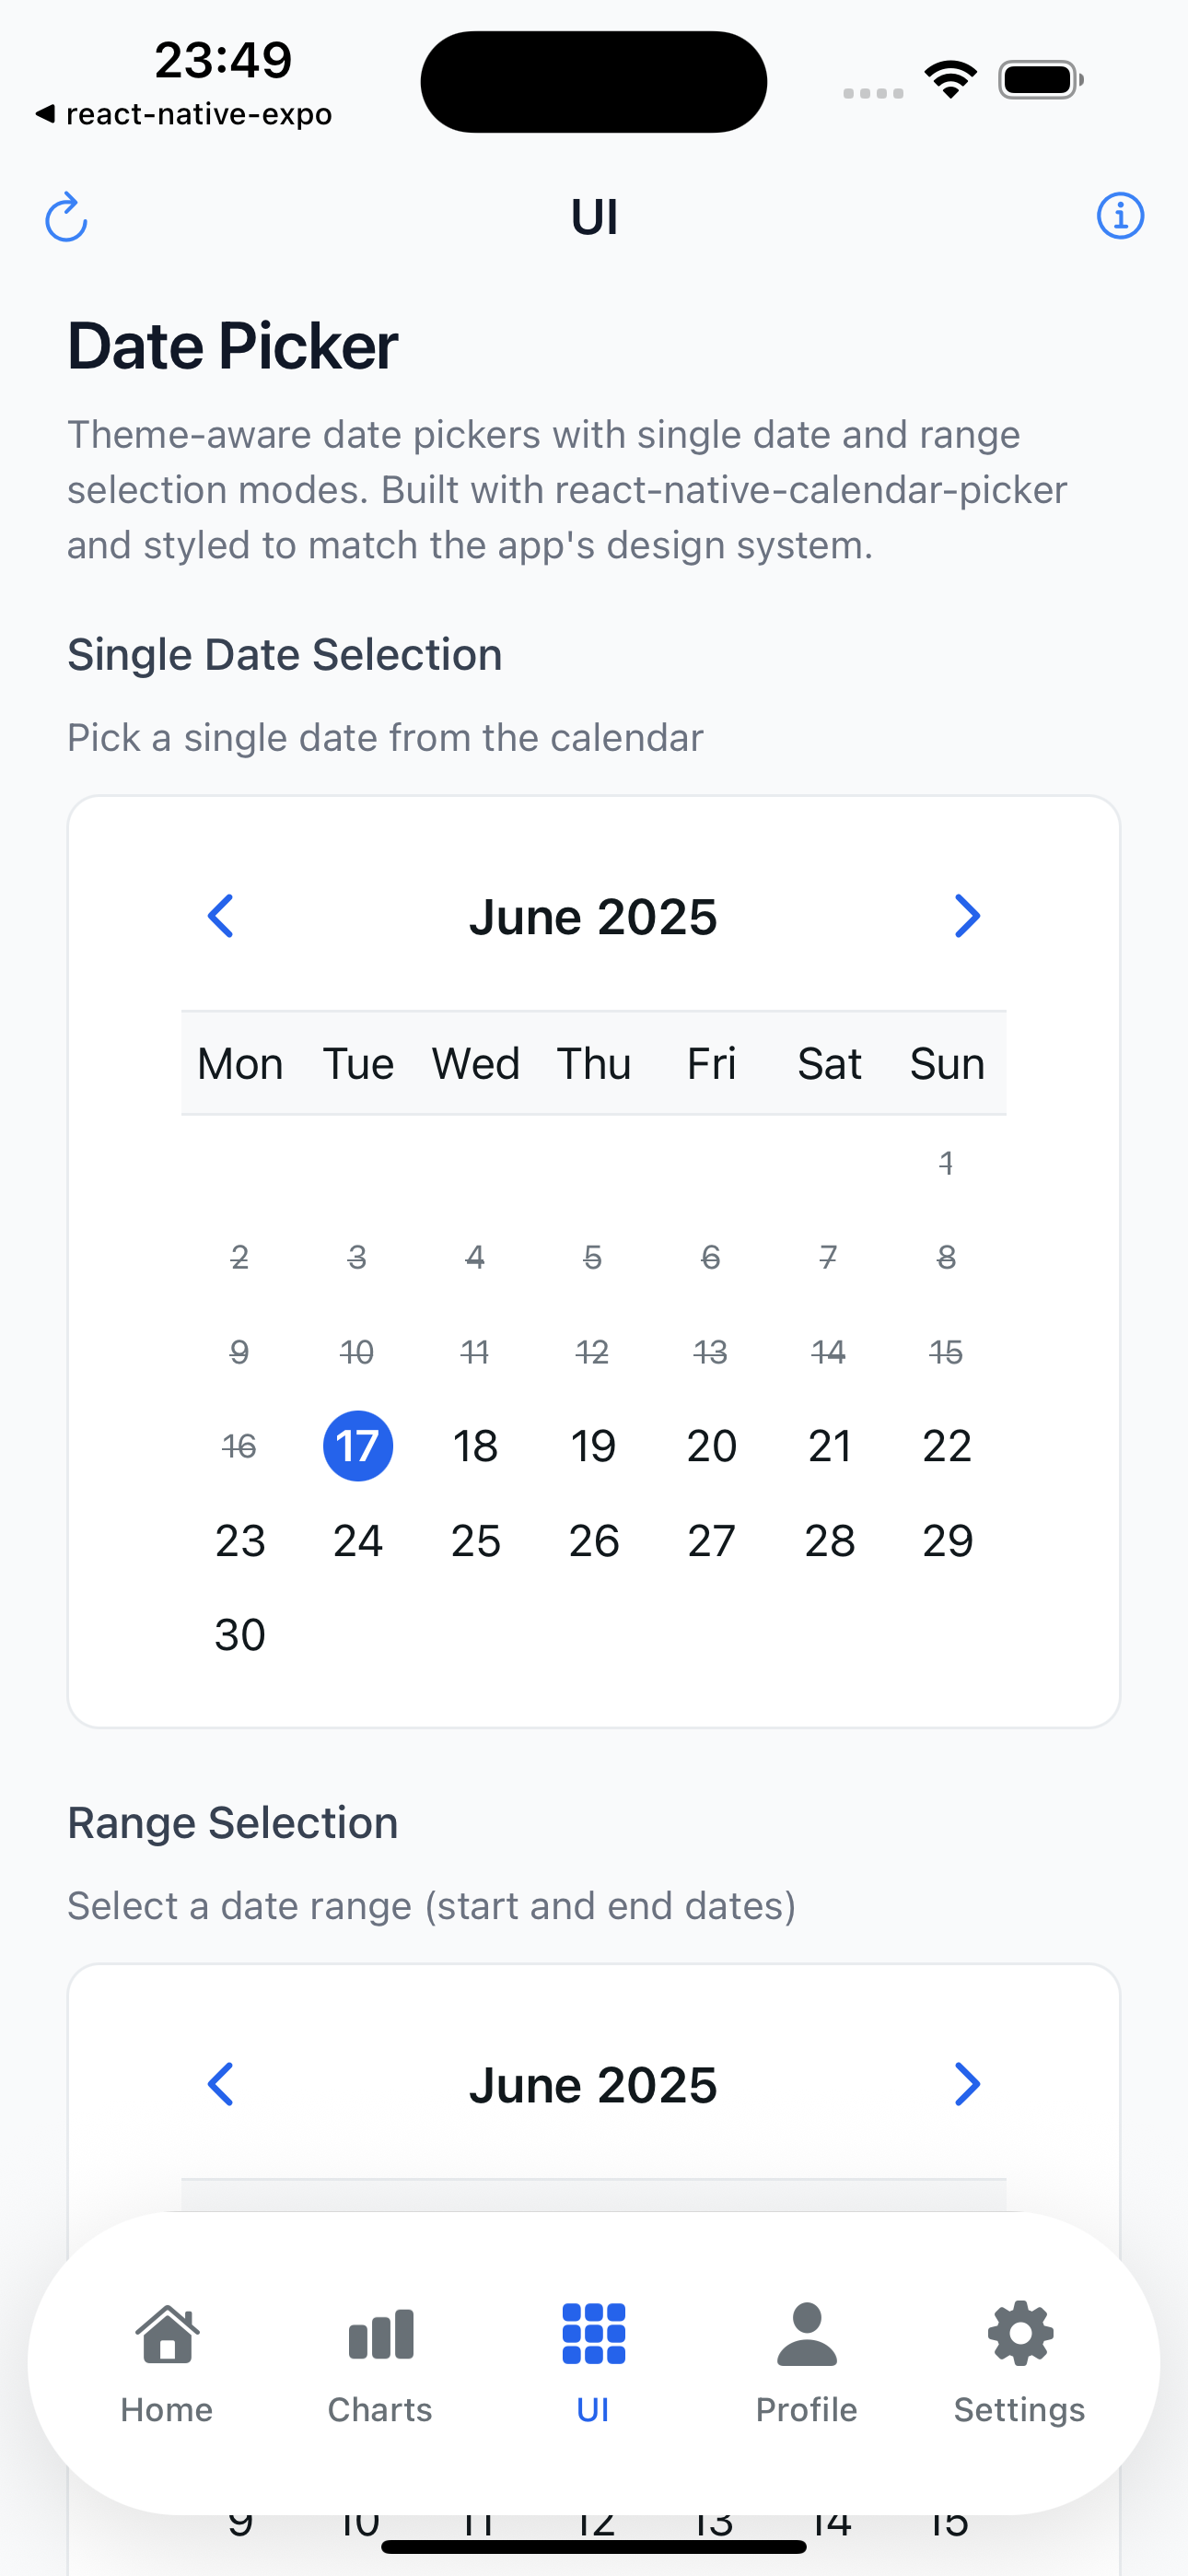 23:49
◀ react-native-expo
UI
Date Picker
Theme-aware date pickers with single date and range
selection modes. Built with react-native-calendar-picker
and styled to match the app's design system.
Single Date Selection
Pick a single date from the calendar
June 2025
Mon Tue Wed Thu Fri Sat Sun
1
2 3 4 5 6 7 8
9 10 11 12 13 14 15
16 17 18 19 20 21 22
23 24 25 26 27 28 29
30
Range Selection
Select a date range (start and end dates)
June 2025
Home Charts UI Profile Settings
9 10 11 12 13 14 15